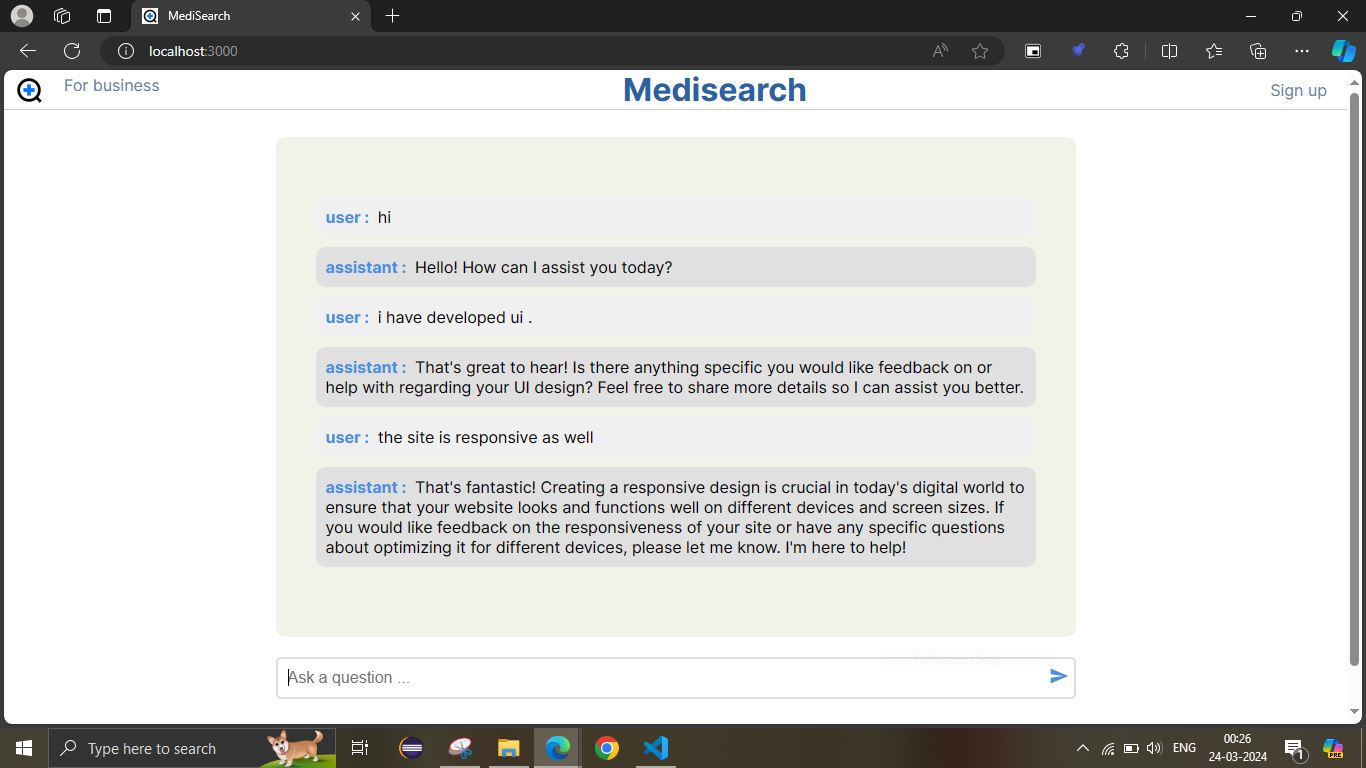 MediSearch
localhost:3000
For business
Medisearch
Sign up
user : hi
assistant : Hello! How can I assist you today?
user : i have developed ui .
assistant : That's great to hear! Is there anything specific you would like feedback on or
help with regarding your UI design? Feel free to share more details so I can assist you better.
user : the site is responsive as well
assistant : That's fantastic! Creating a responsive design is crucial in today's digital world to
ensure that your website looks and functions well on different devices and screen sizes. If
you would like feedback on the responsiveness of your site or have any specific questions
about optimizing it for different devices, please let me know. I'm here to help!
Ask a question ...
Type here to search
ENG
00:26
24-03-2024
1
PRE